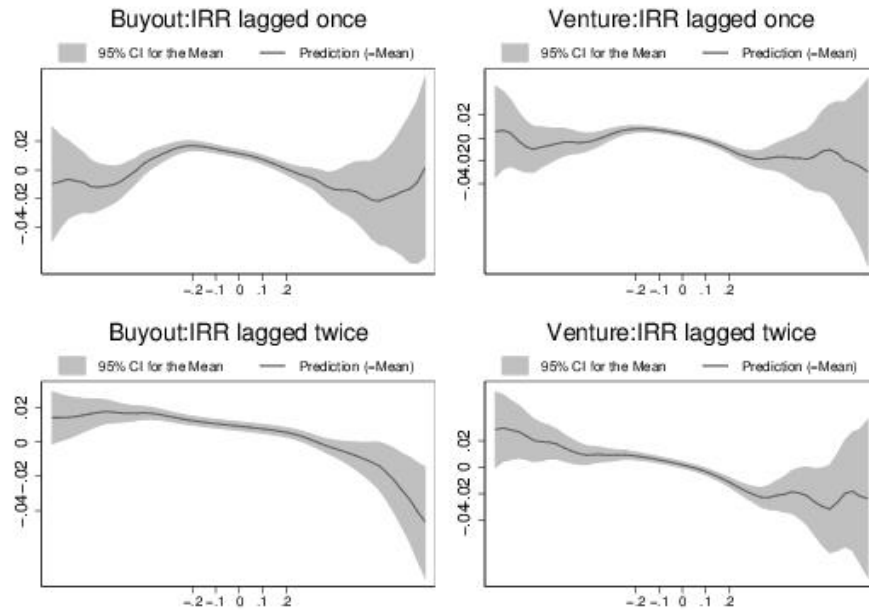 Buyout:IRR lagged once
95% CI for the Mean Prediction (=Mean)
.02
0
-.04-.02
-.2 -.1 0 .1 .2
Venture:IRR lagged once
95% CI for the Mean Prediction (=Mean)
.02
-.04.020
-.2 -.1 0 .1 .2
Buyout:IRR lagged twice
95% CI for the Mean Prediction (=Mean)
.02
0
-.04-.02
-.2 -.1 0 .1 .2
Venture:IRR lagged twice
95% CI for the Mean Prediction (=Mean)
.02
0
-.04.02
-.2 -.1 0 .1 .2